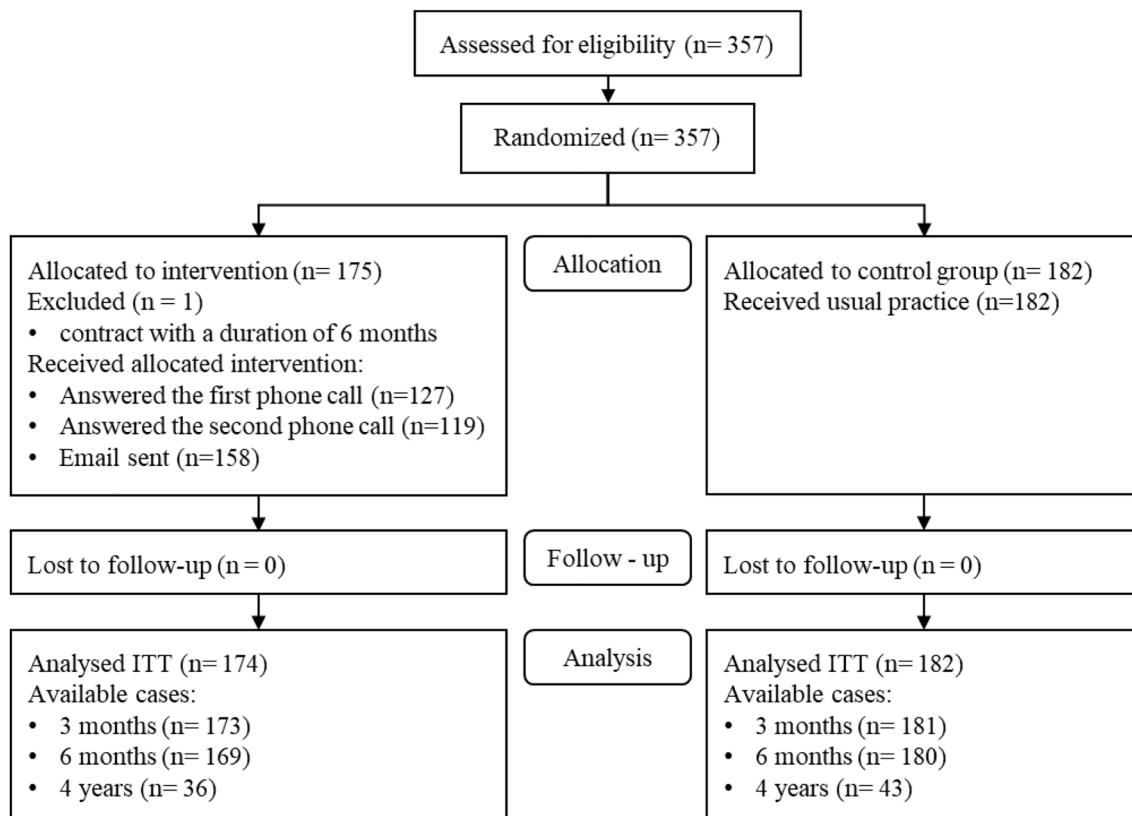 Assessed for eligibility (n= 357)
Randomized (n= 357)
Allocation
Allocated to intervention (n= 175)
Excluded (n = 1)
• contract with a duration of 6 months
Received allocated intervention:
• Answered the first phone call (n=127)
• Answered the second phone call (n=119)
• Email sent (n=158)
Allocated to control group (n= 182)
Received usual practice (n=182)
Follow - up
Lost to follow-up (n = 0)
Lost to follow-up (n = 0)
Analysis
Analysed ITT (n= 174)
Available cases:
• 3 months (n= 173)
• 6 months (n= 169)
• 4 years (n= 36)
Analysed ITT (n= 182)
Available cases:
• 3 months (n= 181)
• 6 months (n= 180)
• 4 years (n= 43)